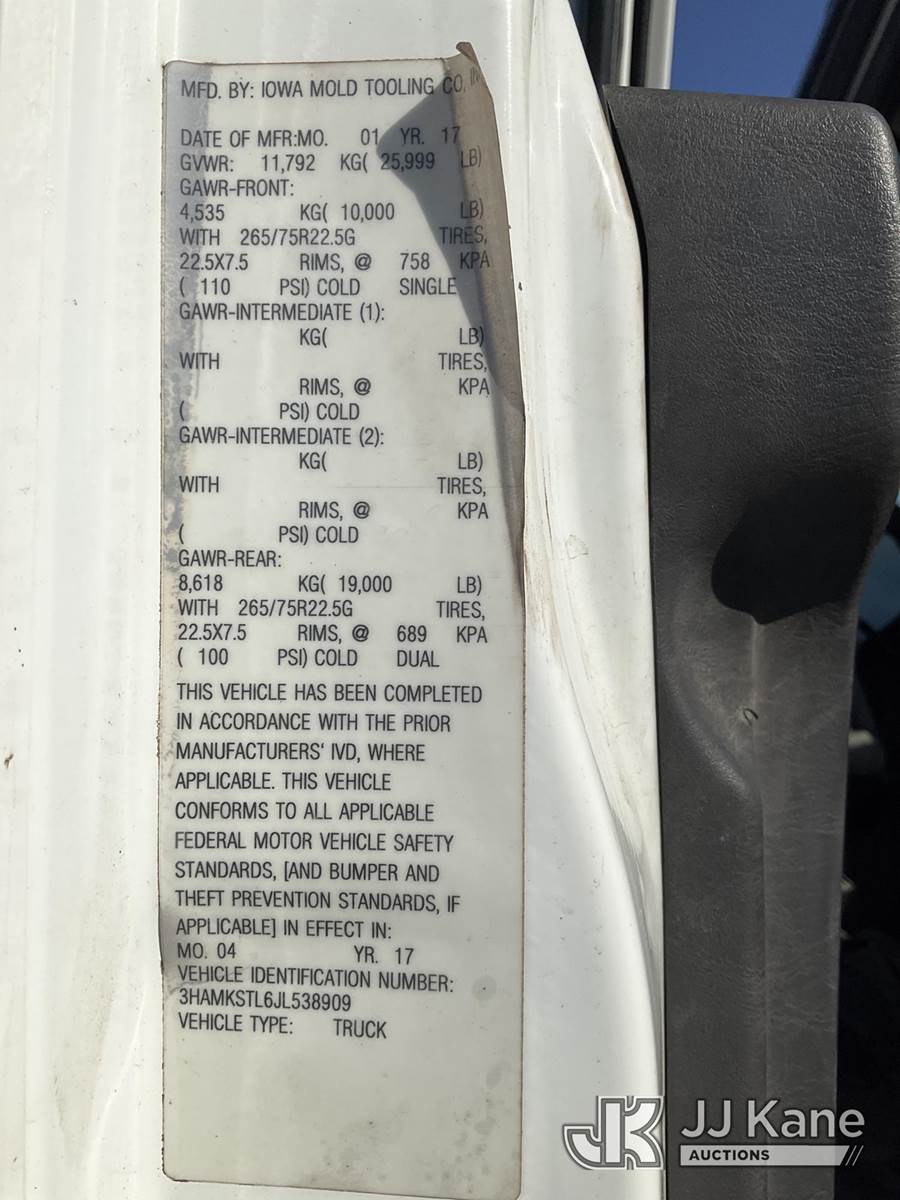 MFD. BY: IOWA MOLD TOOLING CO, IN
DATE OF MFR:MO. 01 YR. 17
GVWR: 11,792 KG( 25,999 LB)
GAWR-FRONT:
4,535 KG( 10,000 LB)
WITH 265/75R22.5G TIRES,
22.5X7.5 RIMS, @ 758 KPA
( 110 PSI) COLD SINGLE
GAWR-INTERMEDIATE (1):
KG( LB)
WITH TIRES,
RIMS, @ KPA
( PSI) COLD
GAWR-INTERMEDIATE (2):
KG( LB)
WITH TIRES,
RIMS, @ KPA
( PSI) COLD
GAWR-REAR:
8,618 KG( 19,000 LB)
WITH 265/75R22.5G TIRES,
22.5X7.5 RIMS, @ 689 KPA
( 100 PSI) COLD DUAL
THIS VEHICLE HAS BEEN COMPLETED
IN ACCORDANCE WITH THE PRIOR
MANUFACTURERS' IVD, WHERE
APPLICABLE. THIS VEHICLE
CONFORMS TO ALL APPLICABLE
FEDERAL MOTOR VEHICLE SAFETY
STANDARDS, [AND BUMPER AND
THEFT PREVENTION STANDARDS, IF
APPLICABLE] IN EFFECT IN:
MO. 04 YR. 17
VEHICLE IDENTIFICATION NUMBER:
3HAMKSTL6JL538909
VEHICLE TYPE: TRUCK
JK JJ Kane
AUCTIONS